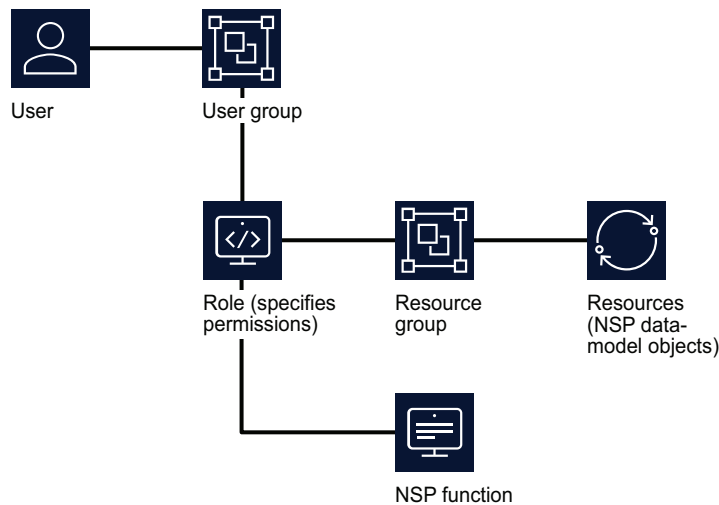 User
User group
Role (specifies
permissions)
Resource
group
Resources
(NSP data-
model objects)
NSP function